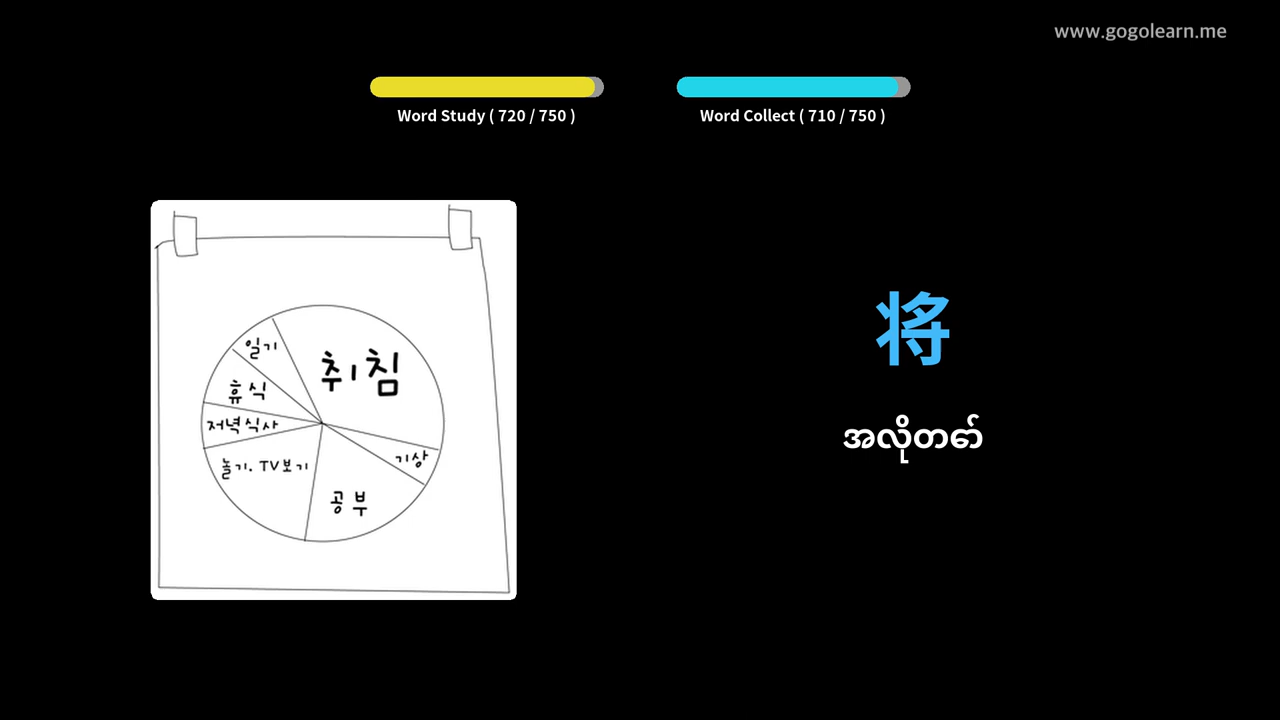 www.gogolearn.me
Word Study ( 720 / 750 )
Word Collect ( 710 / 750 )
일기
취침
휴식
저녁식사
기상
놀기. TV보기
공부
将
အလိုတော်